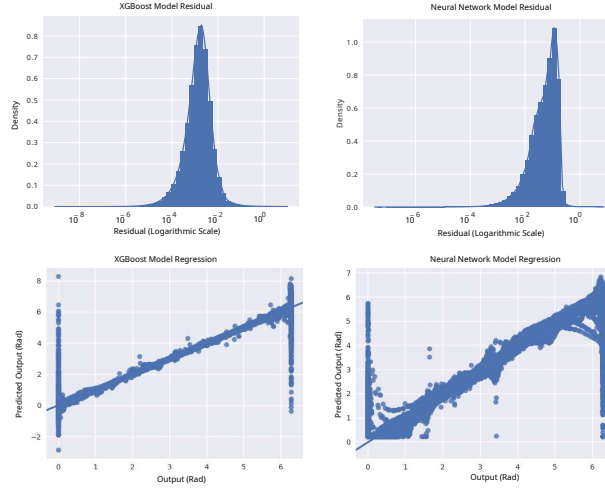 XGBoost Model Residual
0.8
0.7
0.6
0.5
0.4
0.3
0.2
0.1
0.0
Density
10⁻⁸ 10⁻⁶ 10⁻⁴ 10⁻² 10⁰
Residual (Logarithmic Scale)
Neural Network Model Residual
1.0
0.8
0.6
0.4
0.2
0.0
Density
10⁻⁶ 10⁻⁴ 10⁻² 10⁰
Residual (Logarithmic Scale)
XGBoost Model Regression
8
6
4
2
0
−2
Predicted Output (Rad)
0 1 2 3 4 5 6
Output (Rad)
Neural Network Model Regression
7
6
5
4
3
2
1
0
Predicted Output (Rad)
0 1 2 3 4 5 6
Output (Rad)